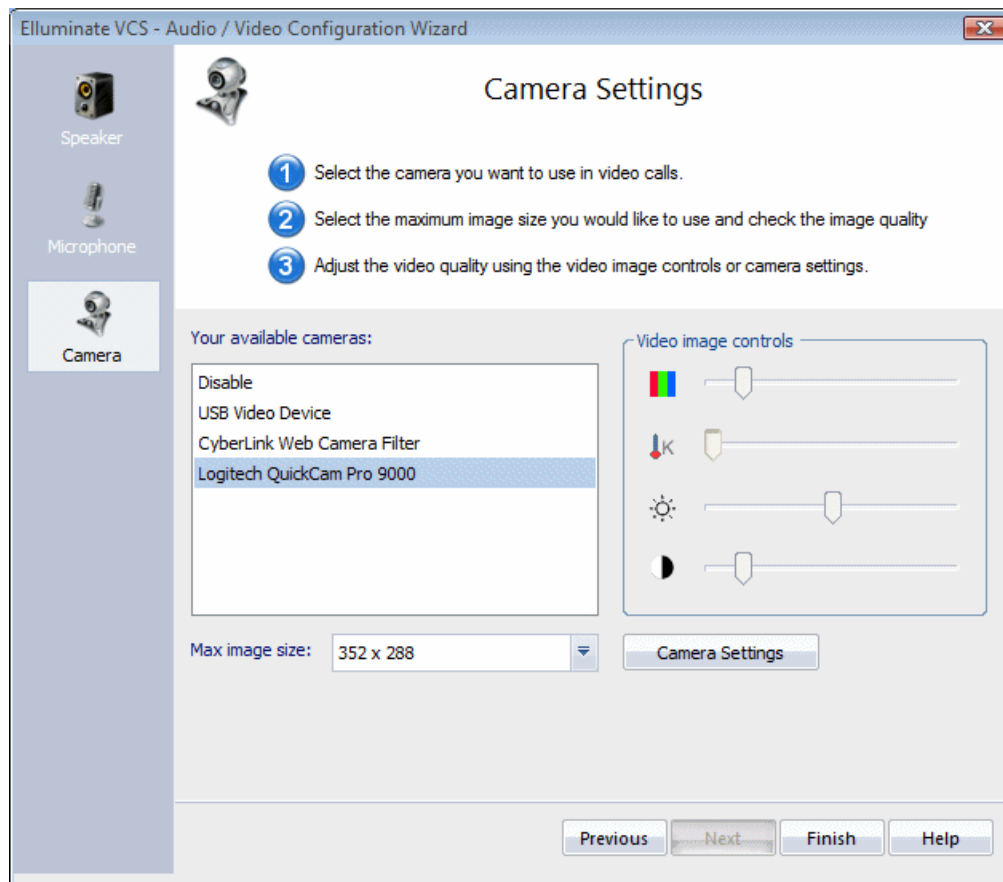 Elluminate VCS - Audio / Video Configuration Wizard
Speaker
Microphone
Camera
Camera Settings
1 Select the camera you want to use in video calls.
2 Select the maximum image size you would like to use and check the image quality
3 Adjust the video quality using the video image controls or camera settings.
Your available cameras:
Disable
USB Video Device
CyberLink Web Camera Filter
Logitech QuickCam Pro 9000
Video image controls
K
Max image size:
352 x 288
Camera Settings
Previous
Next
Finish
Help